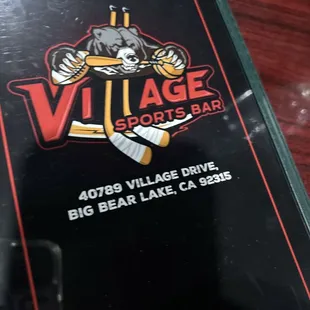 VILLAGE
SPORTS BAR
40789 VILLAGE DRIVE,
BIG BEAR LAKE, CA 92315